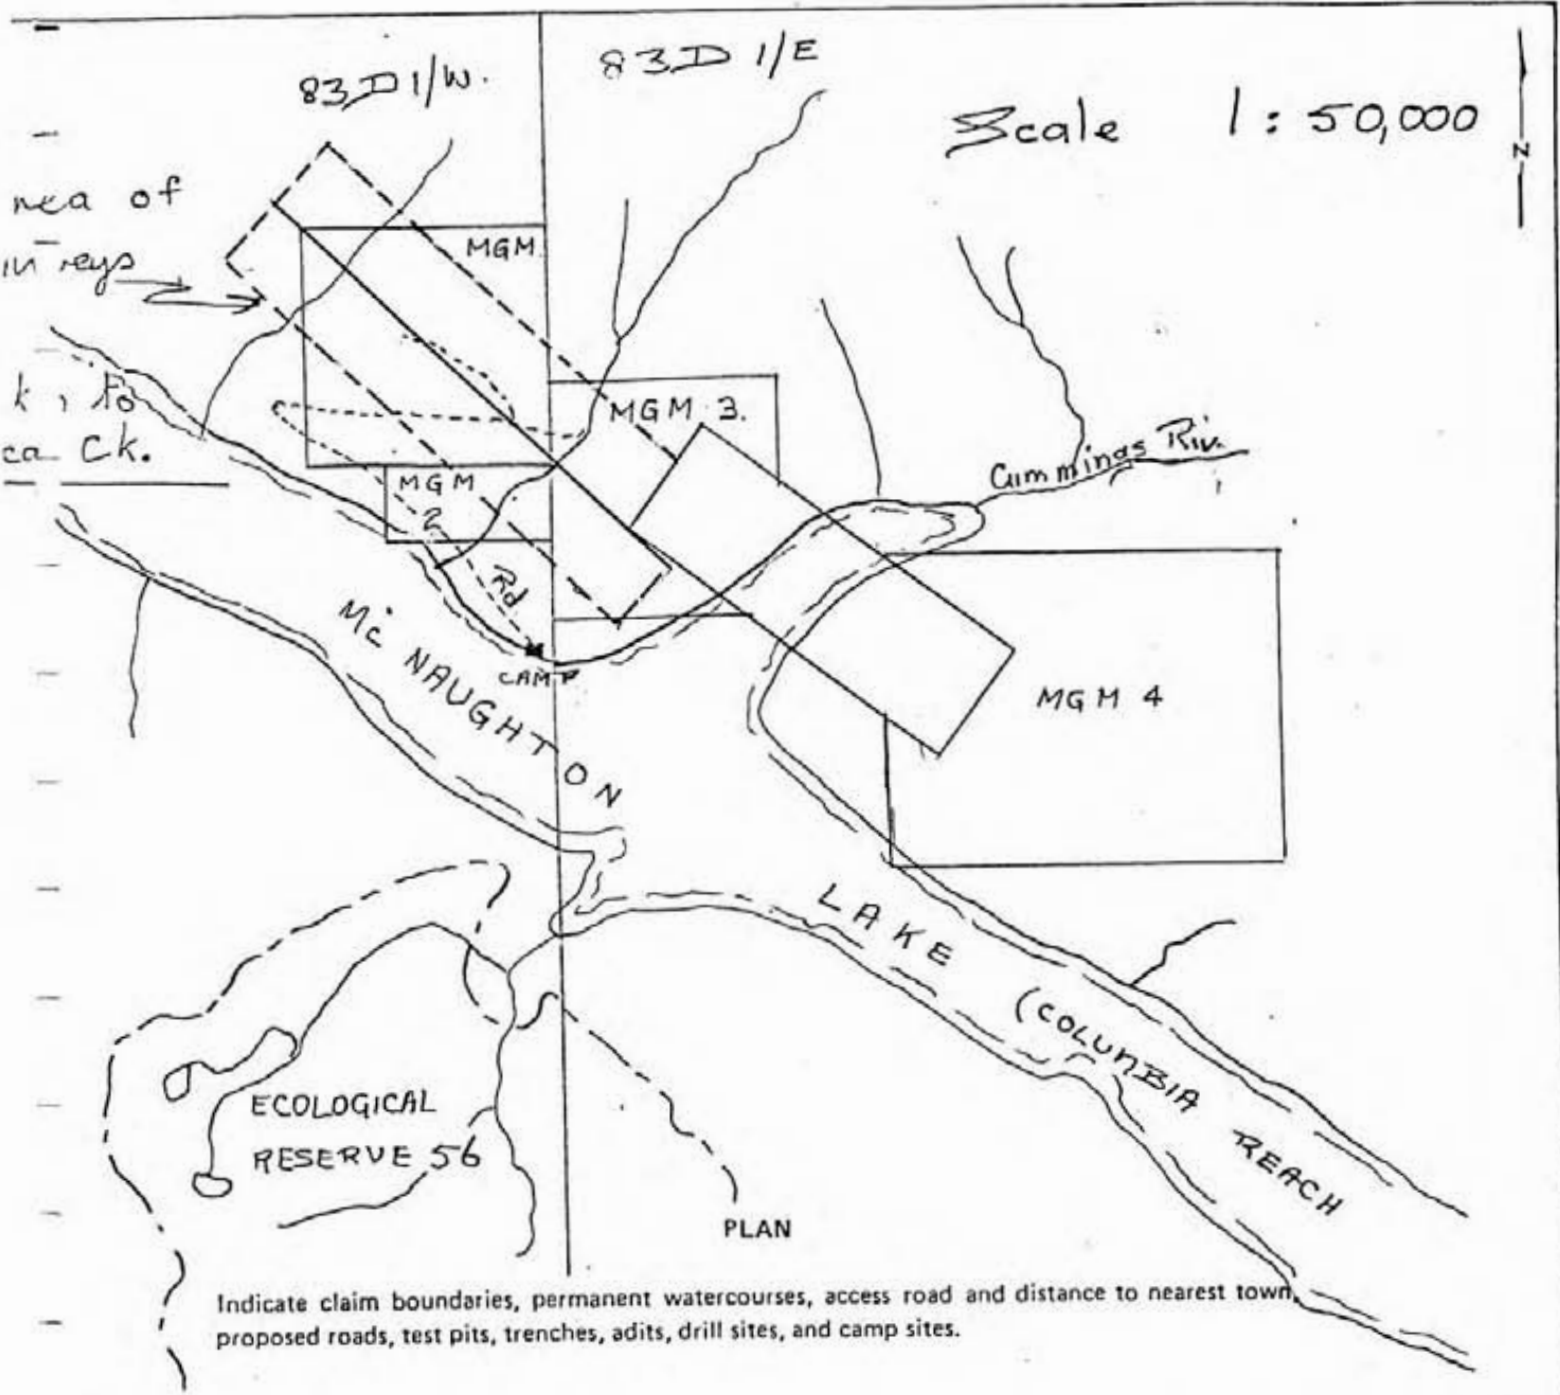 83D 1/W.
83D 1/E
Scale 1 : 50,000
N
of
MGM
k, to
ca Ck.
MGM 3.
MGM
2
Cummings Riv.
Rd
CAMP
Mc NAUGHTON
LAKE
(COLUMBIA REACH
MGM 4
ECOLOGICAL
RESERVE 56
PLAN
Indicate claim boundaries, permanent watercourses, access road and distance to nearest town,
proposed roads, test pits, trenches, adits, drill sites, and camp sites.